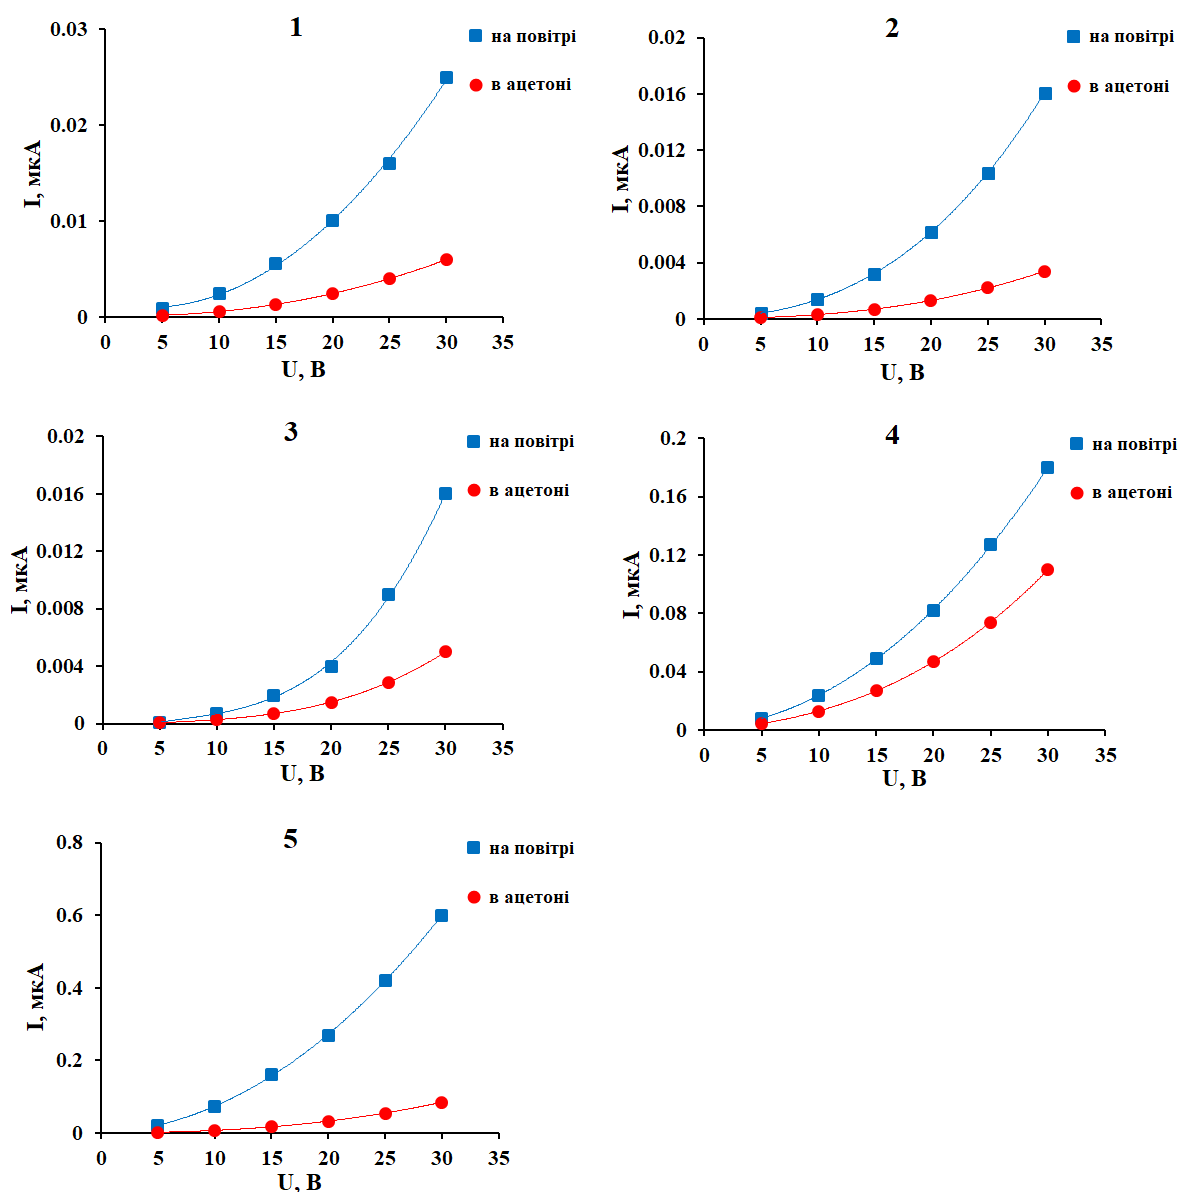 1
на повітрі
в ацетоні
0.03
0.02
0.01
0
I, мкА
0 5 10 15 20 25 30 35
U, В
2
на повітрі
в ацетоні
0.02
0.016
0.012
0.008
0.004
0
I, мкА
0 5 10 15 20 25 30 35
U, В
3
на повітрі
в ацетоні
0.02
0.016
0.012
0.008
0.004
0
I, мкА
0 5 10 15 20 25 30 35
U, В
4
на повітрі
в ацетоні
0.2
0.16
0.12
0.08
0.04
0
I, мкА
0 5 10 15 20 25 30 35
U, В
5
на повітрі
в ацетоні
0.8
0.6
0.4
0.2
0
I, мкА
0 5 10 15 20 25 30 35
U, В